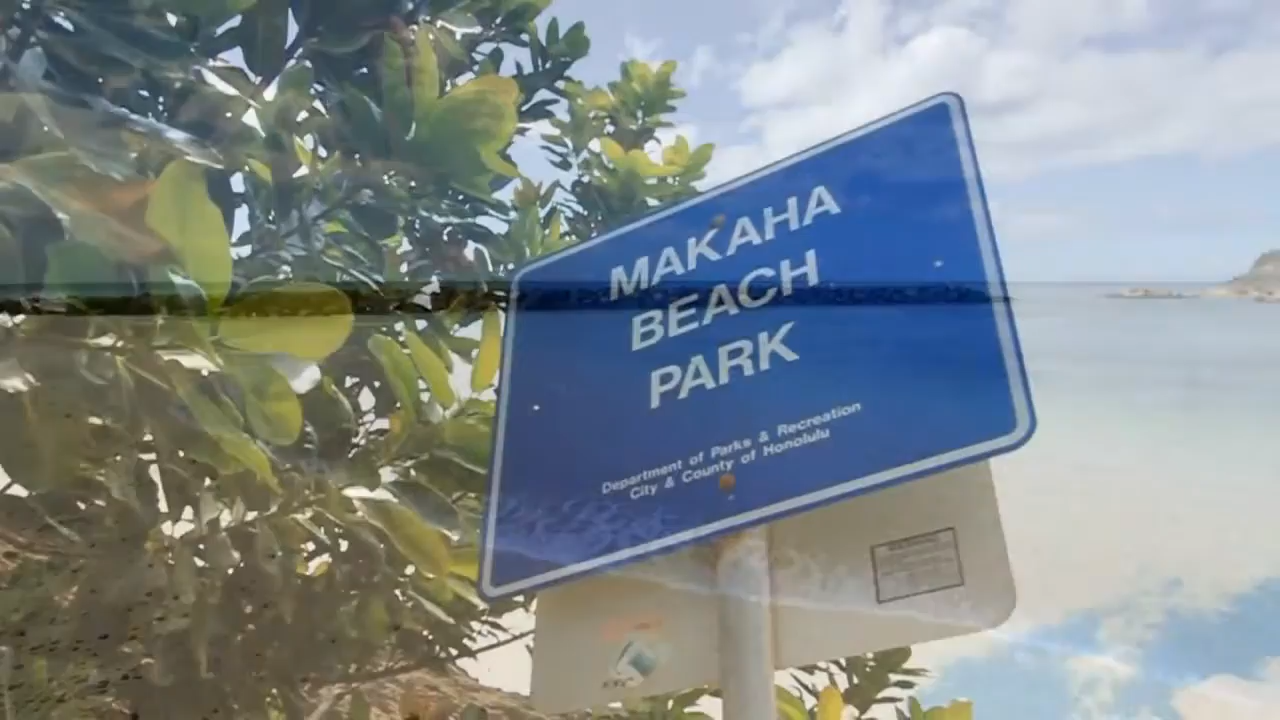 MAKAHA
BEACH
PARK
Department of Parks & Recreation
City & County of Honolulu